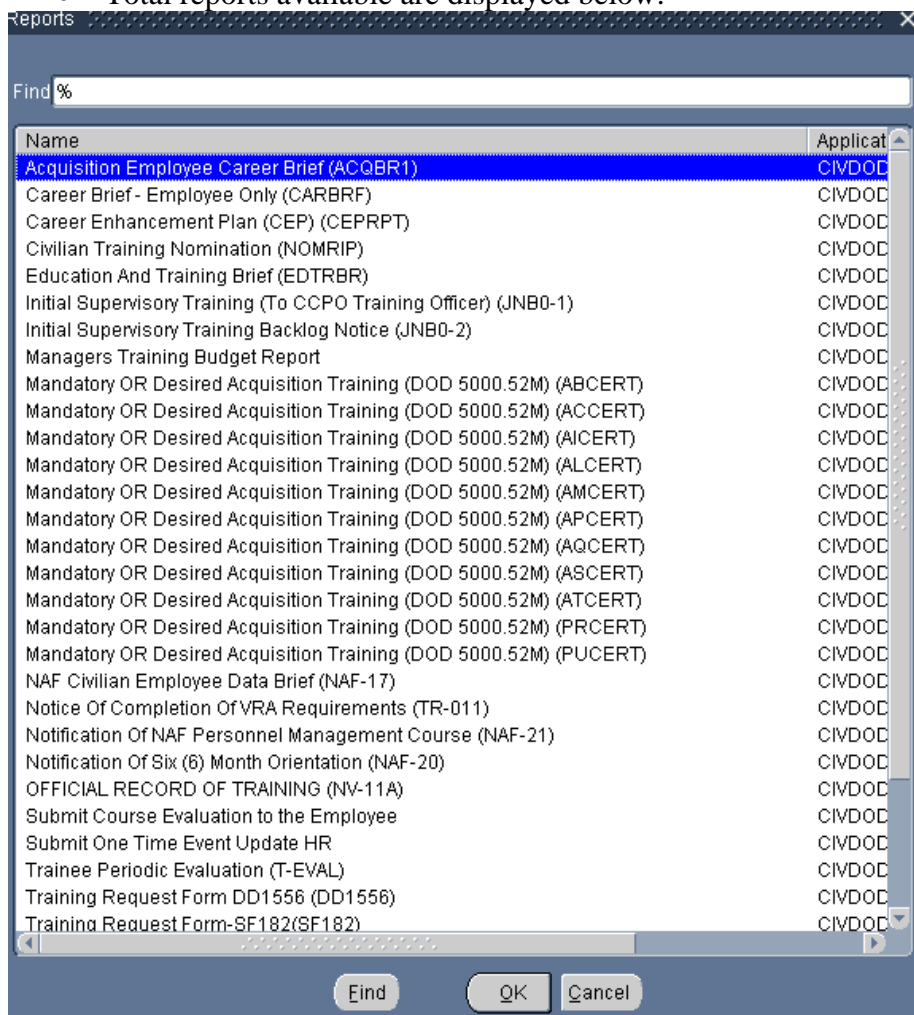 Total reports available are displayed below.
Reports
Find %
Name Applicat
Acquisition Employee Career Brief (ACQBR1) CIVDOD
Career Brief - Employee Only (CARBRF) CIVDOD
Career Enhancement Plan (CEP) (CEPRPT) CIVDOD
Civilian Training Nomination (NOMRIP) CIVDOD
Education And Training Brief (EDTRBR) CIVDOD
Initial Supervisory Training (To CCPO Training Officer) (JNB0-1) CIVDOD
Initial Supervisory Training Backlog Notice (JNB0-2) CIVDOD
Managers Training Budget Report CIVDOD
Mandatory OR Desired Acquisition Training (DOD 5000.52M) (ABCERT) CIVDOD
Mandatory OR Desired Acquisition Training (DOD 5000.52M) (ACCERT) CIVDOD
Mandatory OR Desired Acquisition Training (DOD 5000.52M) (AICERT) CIVDOD
Mandatory OR Desired Acquisition Training (DOD 5000.52M) (ALCERT) CIVDOD
Mandatory OR Desired Acquisition Training (DOD 5000.52M) (AMCERT) CIVDOD
Mandatory OR Desired Acquisition Training (DOD 5000.52M) (APCERT) CIVDOD
Mandatory OR Desired Acquisition Training (DOD 5000.52M) (AQCERT) CIVDOD
Mandatory OR Desired Acquisition Training (DOD 5000.52M) (ASCERT) CIVDOD
Mandatory OR Desired Acquisition Training (DOD 5000.52M) (ATCERT) CIVDOD
Mandatory OR Desired Acquisition Training (DOD 5000.52M) (PRCERT) CIVDOD
Mandatory OR Desired Acquisition Training (DOD 5000.52M) (PUCERT) CIVDOD
NAF Civilian Employee Data Brief (NAF-17) CIVDOD
Notice Of Completion Of VRA Requirements (TR-011) CIVDOD
Notification Of NAF Personnel Management Course (NAF-21) CIVDOD
Notification Of Six (6) Month Orientation (NAF-20) CIVDOD
OFFICIAL RECORD OF TRAINING (NV-11A) CIVDOD
Submit Course Evaluation to the Employee CIVDOD
Submit One Time Event Update HR CIVDOD
Trainee Periodic Evaluation (T-EVAL) CIVDOD
Training Request Form DD1556 (DD1556) CIVDOD
Training Request Form-SF182(SF182) CIVDOD
Find OK Cancel